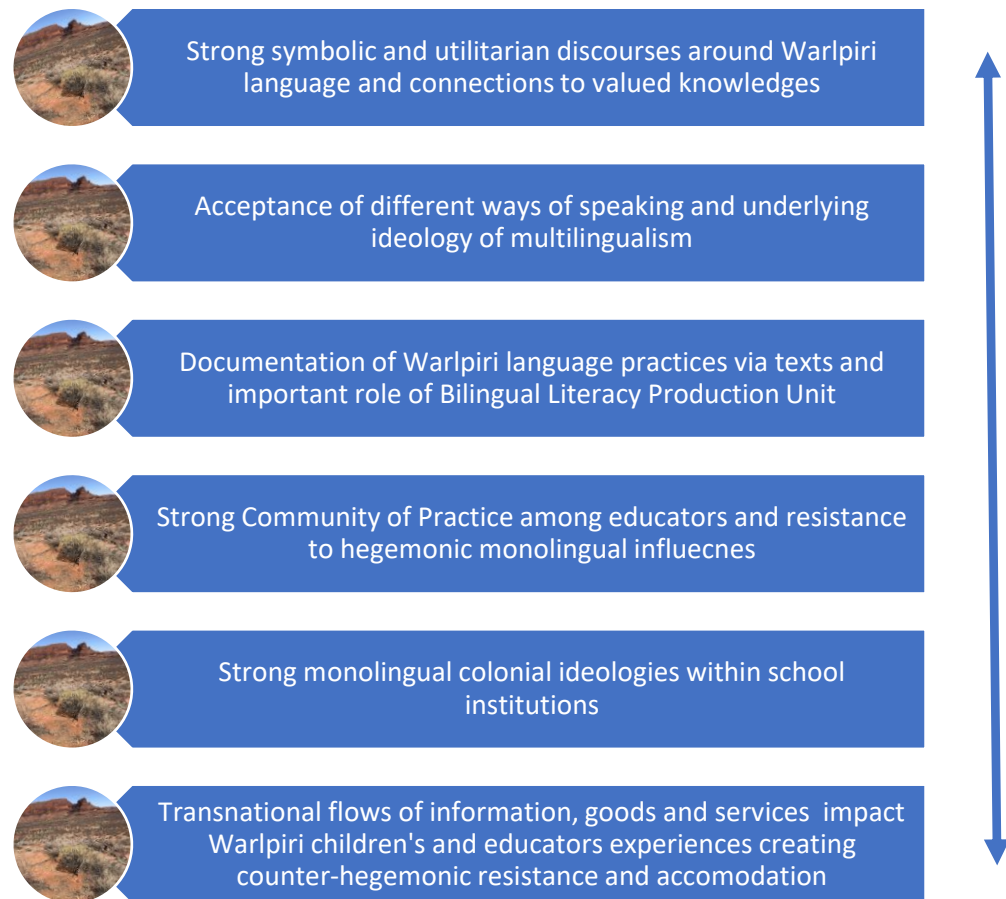 Strong symbolic and utilitarian discourses around Warlpiri
language and connections to valued knowledges
Acceptance of different ways of speaking and underlying
ideology of multilingualism
Documentation of Warlpiri language practices via texts and
important role of Bilingual Literacy Production Unit
Strong Community of Practice among educators and resistance
to hegemonic monolingual influecnes
Strong monolingual colonial ideologies within school
institutions
Transnational flows of information, goods and services  impact
Warlpiri children's and educators experiences creating
counter-hegemonic resistance and accomodation